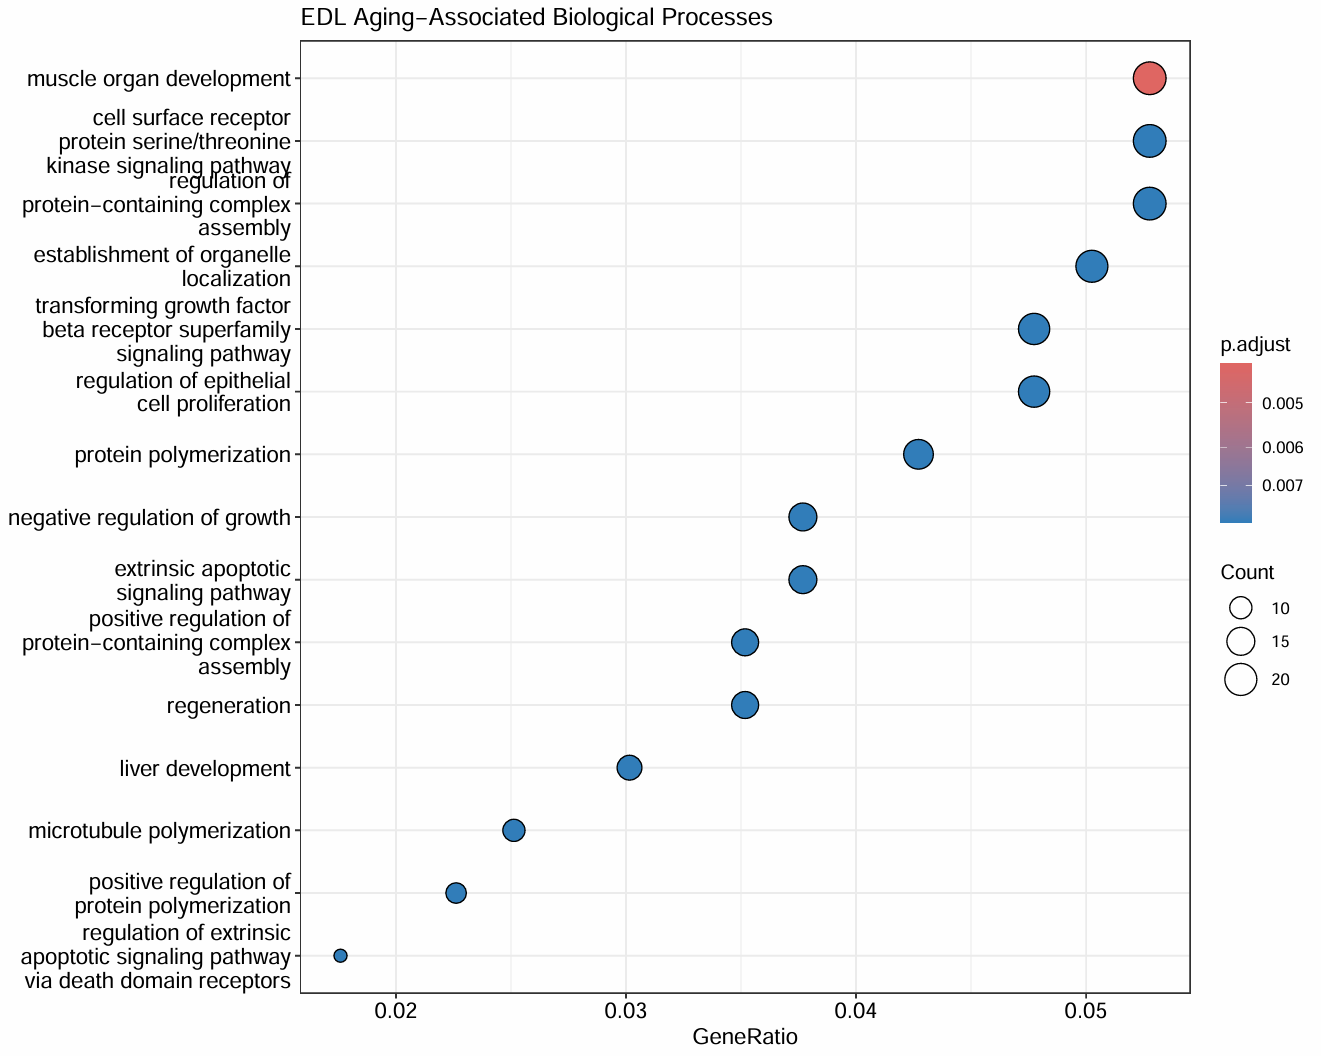 EDL Aging−Associated Biological Processes
muscle organ development
cell surface receptor
protein serine/threonine
kinase signaling pathway
regulation of
protein−containing complex
assembly
establishment of organelle
localization
transforming growth factor
beta receptor superfamily
signaling pathway
regulation of epithelial
cell proliferation
protein polymerization
negative regulation of growth
extrinsic apoptotic
signaling pathway
positive regulation of
protein−containing complex
assembly
regeneration
liver development
microtubule polymerization
positive regulation of
protein polymerization
regulation of extrinsic
apoptotic signaling pathway
via death domain receptors
0.02 0.03 0.04 0.05
GeneRatio
p.adjust
0.005
0.006
0.007
Count
10
15
20